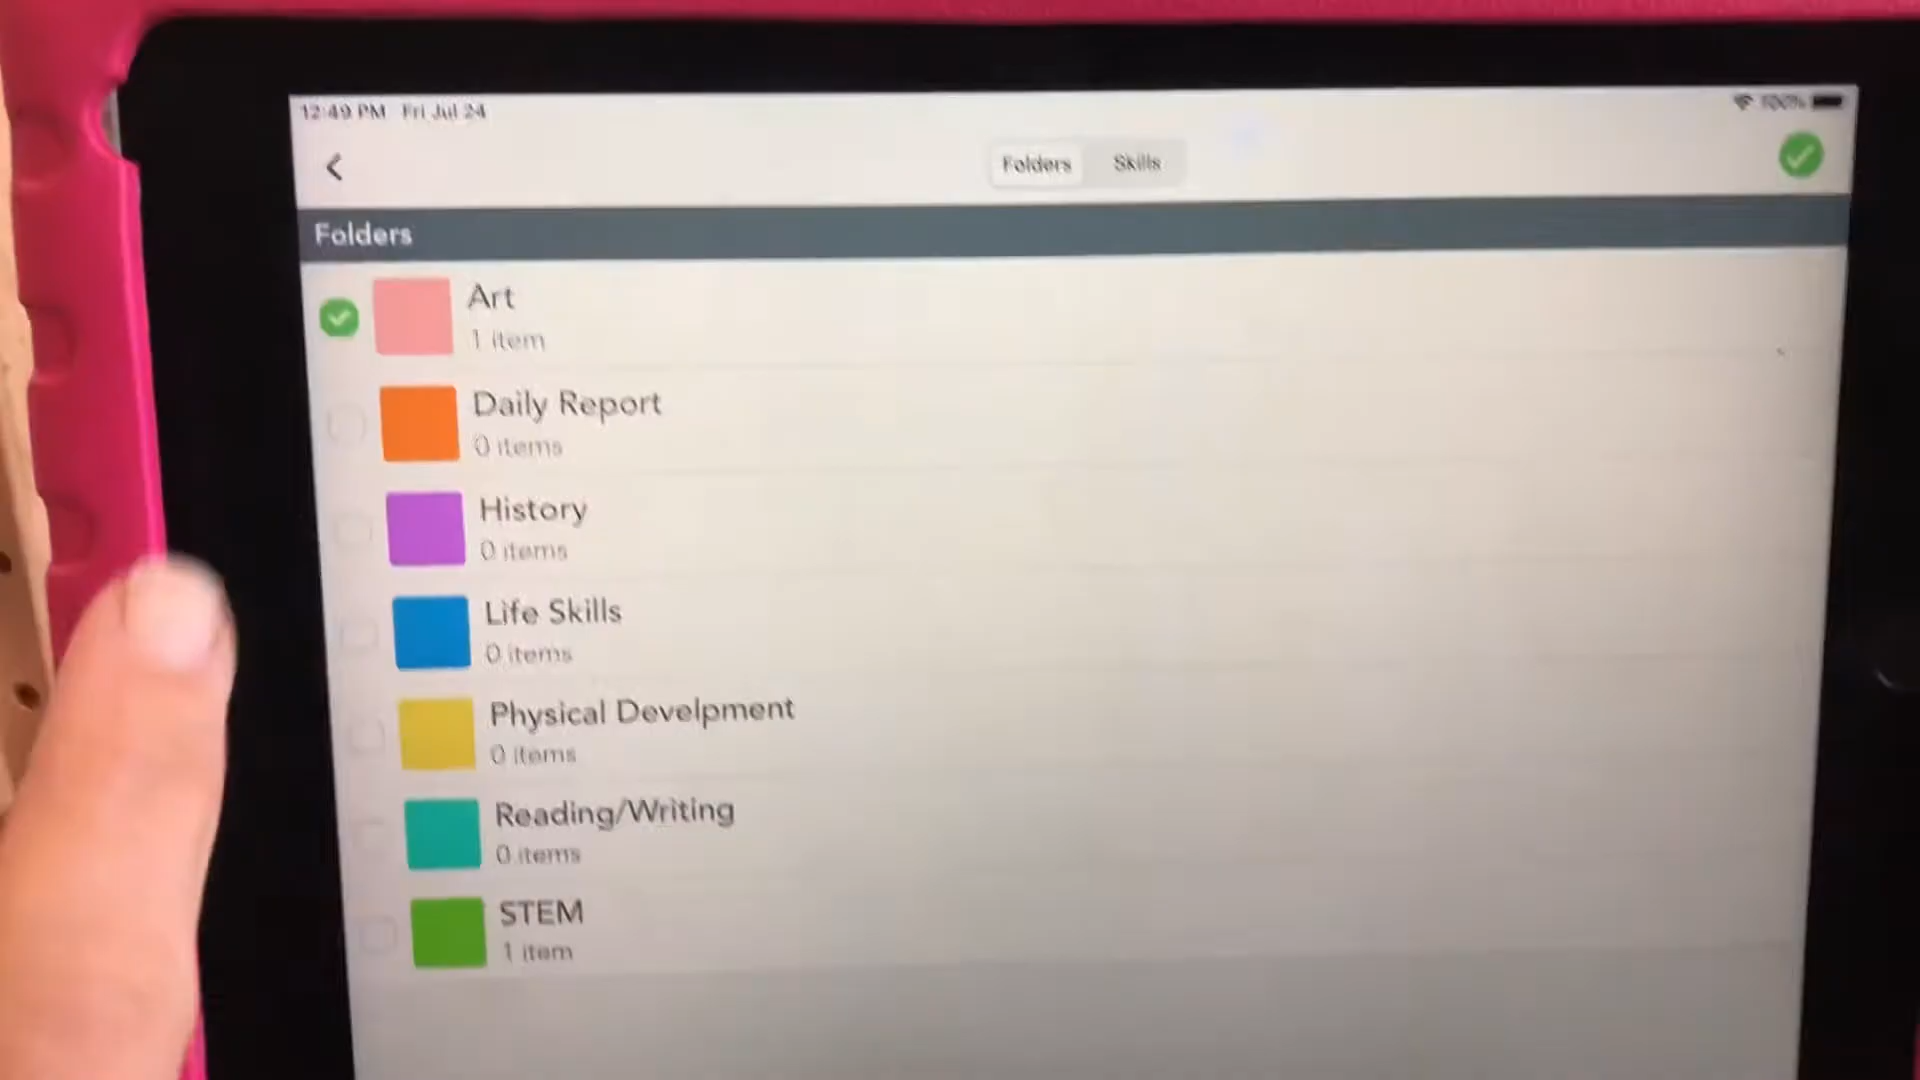 12:49 PM Fri Jul 24
100%
Folders Skills
Folders
Art
1 item
Daily Report
0 items
History
0 items
Life Skills
0 items
Physical Develpment
0 items
Reading/Writing
0 items
STEM
1 item